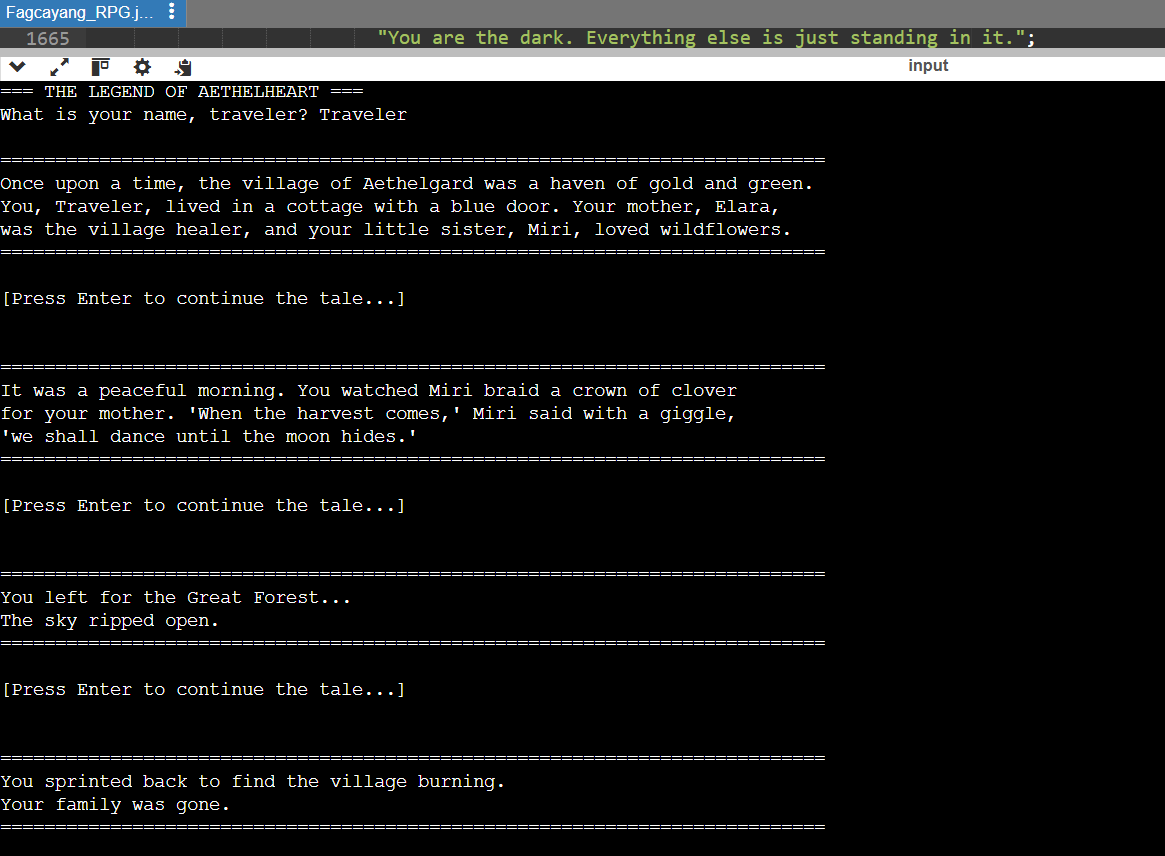 Fagcayang_RPG.j...
1665 "You are the dark. Everything else is just standing in it.";
input
=== THE LEGEND OF AETHELHEART ===
What is your name, traveler? Traveler
===========================================================================
Once upon a time, the village of Aethelgard was a haven of gold and green.
You, Traveler, lived in a cottage with a blue door. Your mother, Elara,
was the village healer, and your little sister, Miri, loved wildflowers.
===========================================================================
[Press Enter to continue the tale...]
===========================================================================
It was a peaceful morning. You watched Miri braid a crown of clover
for your mother. 'When the harvest comes,' Miri said with a giggle,
'we shall dance until the moon hides.'
===========================================================================
[Press Enter to continue the tale...]
===========================================================================
You left for the Great Forest...
The sky ripped open.
===========================================================================
[Press Enter to continue the tale...]
===========================================================================
You sprinted back to find the village burning.
Your family was gone.
===========================================================================